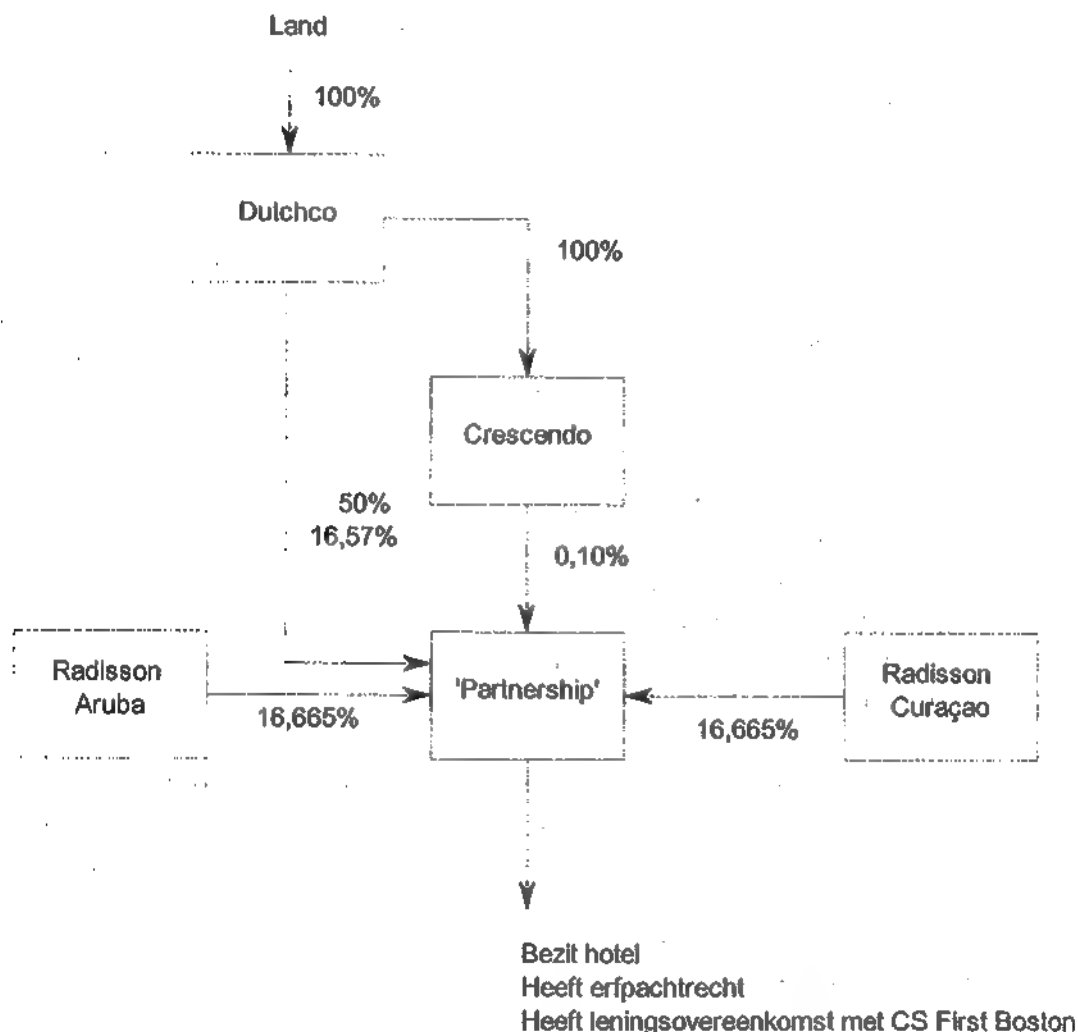 Land
100%
Dutchco
100%
Crescendo
50%
16,57%
0,10%
Radisson
Aruba
'Partnership'
Radisson
Curaçao
16,665%
16,665%
Bezit hotel
Heeft erfpachtrecht
Heeft leningsovereenkomst met CS First Boston